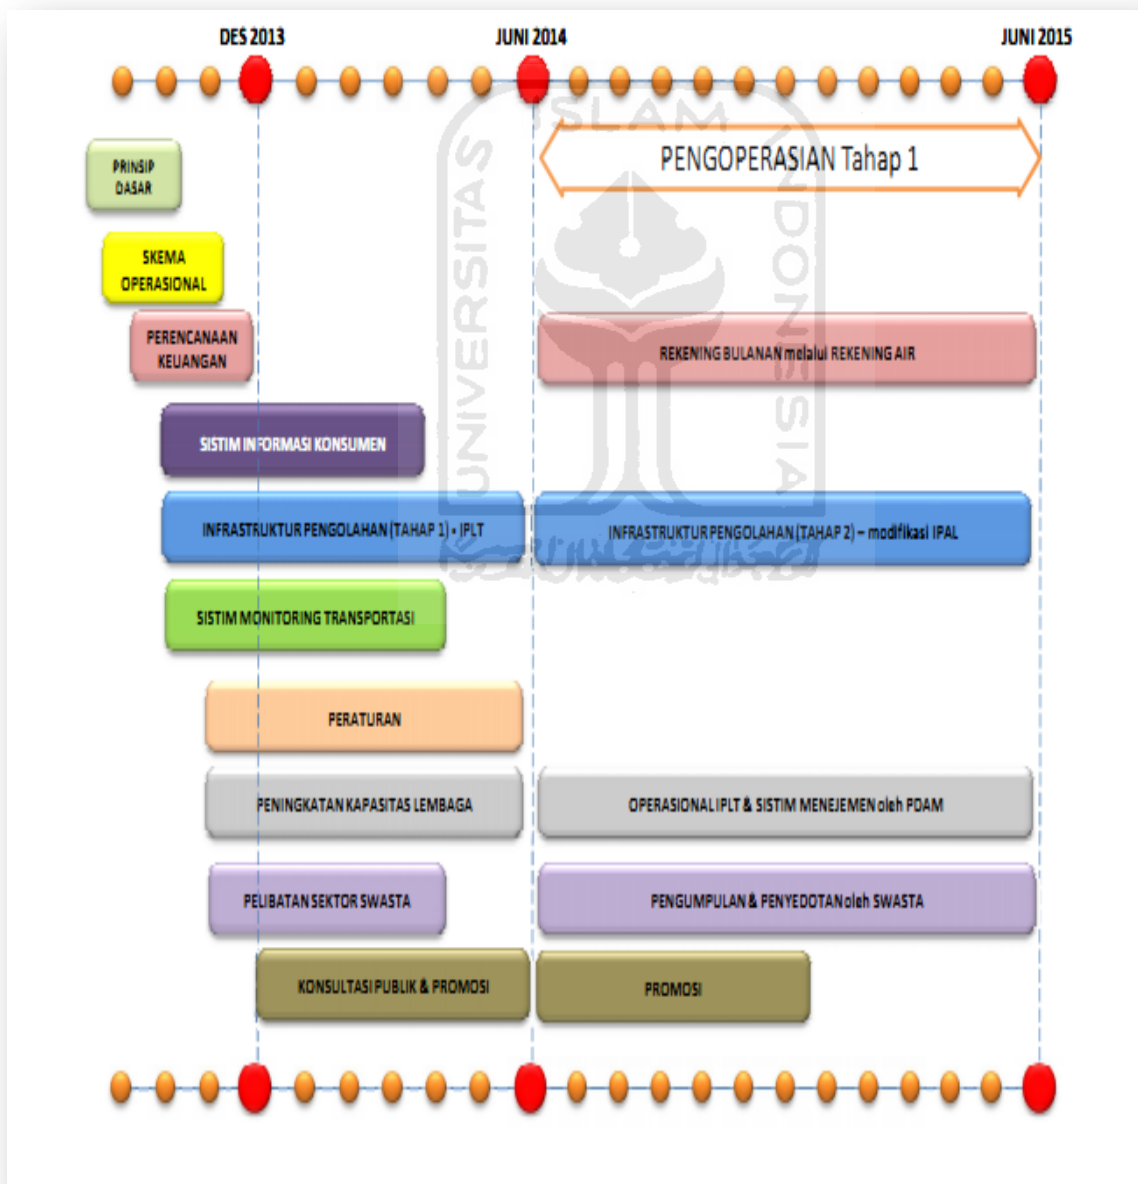 DES 2013
JUNI 2014
JUNI 2015
UNIVERSITAS ISLAM INDONESIA
PENGOPERASIAN Tahap 1
PRINSIP
DASAR
SKEMA
OPERASIONAL
PERENCANAAN
KEUANGAN
REKENING BULANAN melalui REKENING AIR
SISTIM INFORMASI KONSUMEN
INFRASTRUKTUR PENGOLAHAN (TAHAP 1) - IPLT
INFRASTRUKTUR PENGOLAHAN (TAHAP 2) – modifikasi IPAL
SISTIM MONITORING TRANSPORTASI
PERATURAN
PENINGKATAN KAPASITAS LEMBAGA
OPERASIONAL IPLT & SISTIM MENEJEMEN oleh PDAM
PELIBATAN SEKTOR SWASTA
PENGUMPULAN & PENYEDOTAN oleh SWASTA
KONSULTASI PUBLIK & PROMOSI
PROMOSI